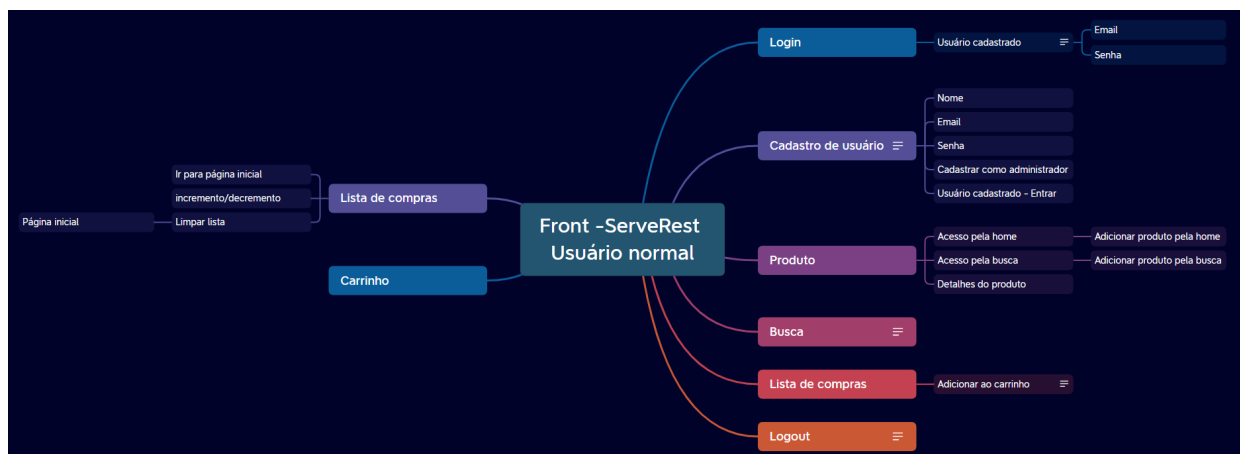 Front -ServeRest
Usuário normal
Login
Usuário cadastrado
Email
Senha
Cadastro de usuário
Nome
Email
Senha
Cadastrar como administrador
Usuário cadastrado - Entrar
Produto
Acesso pela home
Adicionar produto pela home
Acesso pela busca
Adicionar produto pela busca
Detalhes do produto
Busca
Lista de compras
Adicionar ao carrinho
Logout
Lista de compras
Ir para página inicial
incremento/decremento
Limpar lista
Página inicial
Carrinho